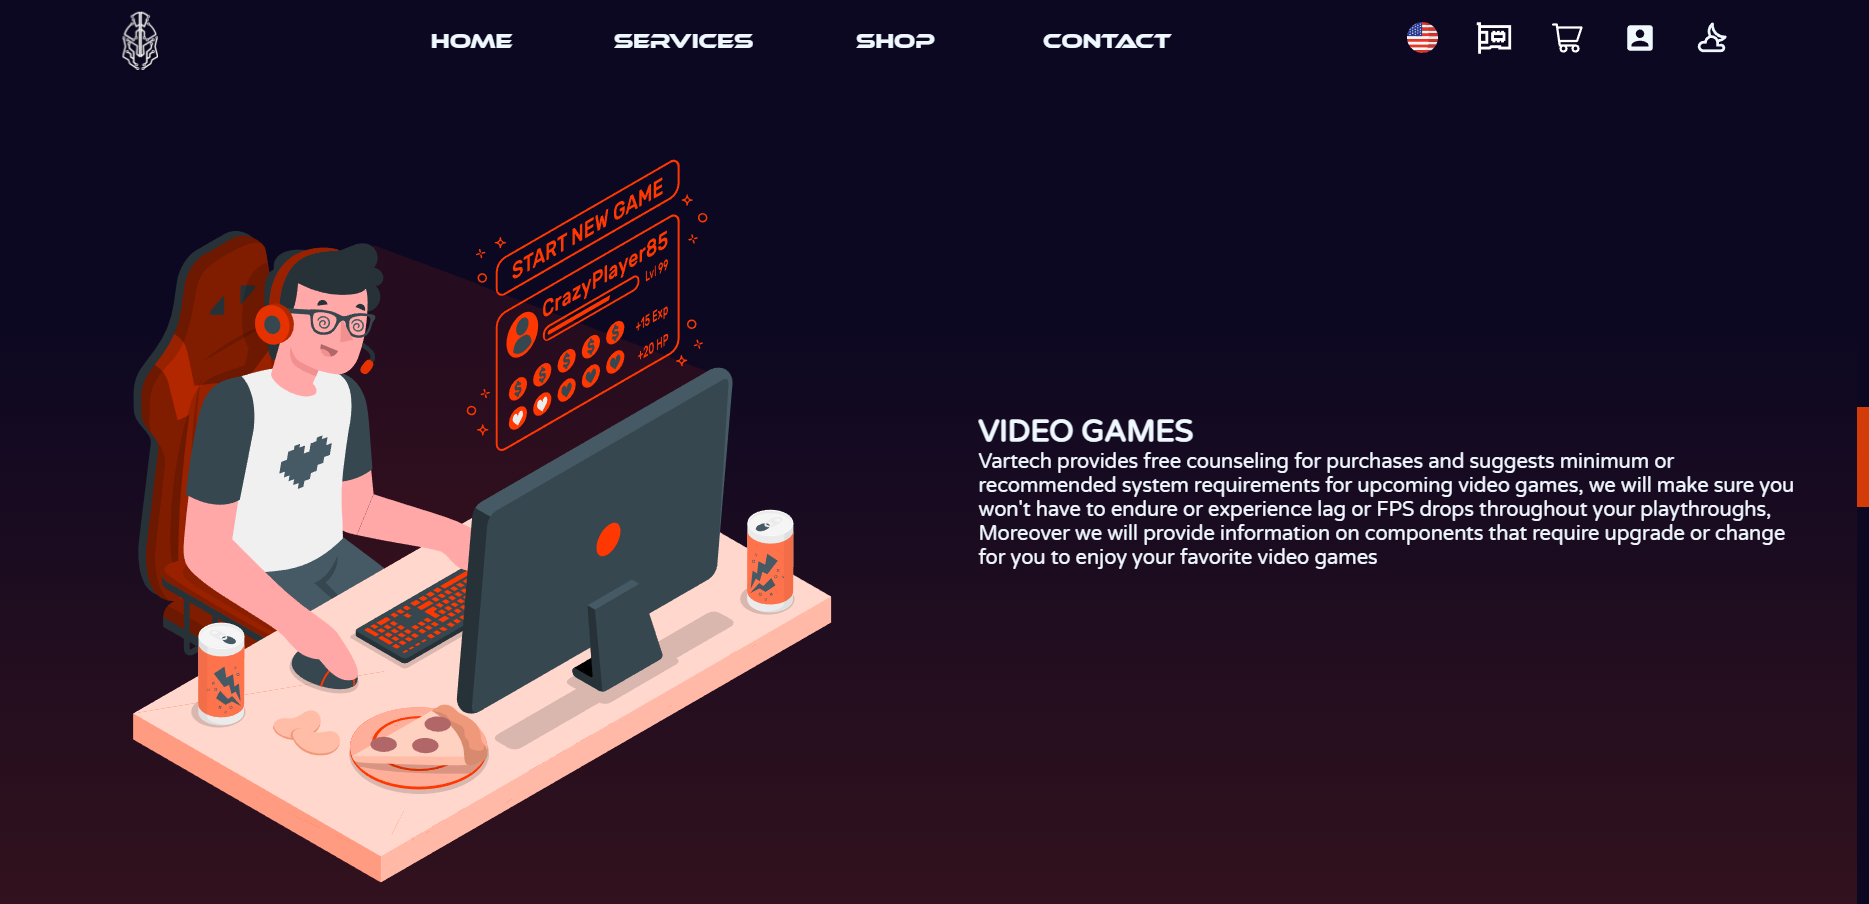 HOME
SERVICES
SHOP
CONTACT
START NEW GAME
CrazyPlayer85
Lvl 99
+15 Exp
+20 HP
$ $ $ $ $
VIDEO GAMES
Vartech provides free counseling for purchases and suggests minimum or
recommended system requirements for upcoming video games, we will make sure you
won't have to endure or experience lag or FPS drops throughout your playthroughs,
Moreover we will provide information on components that require upgrade or change
for you to enjoy your favorite video games